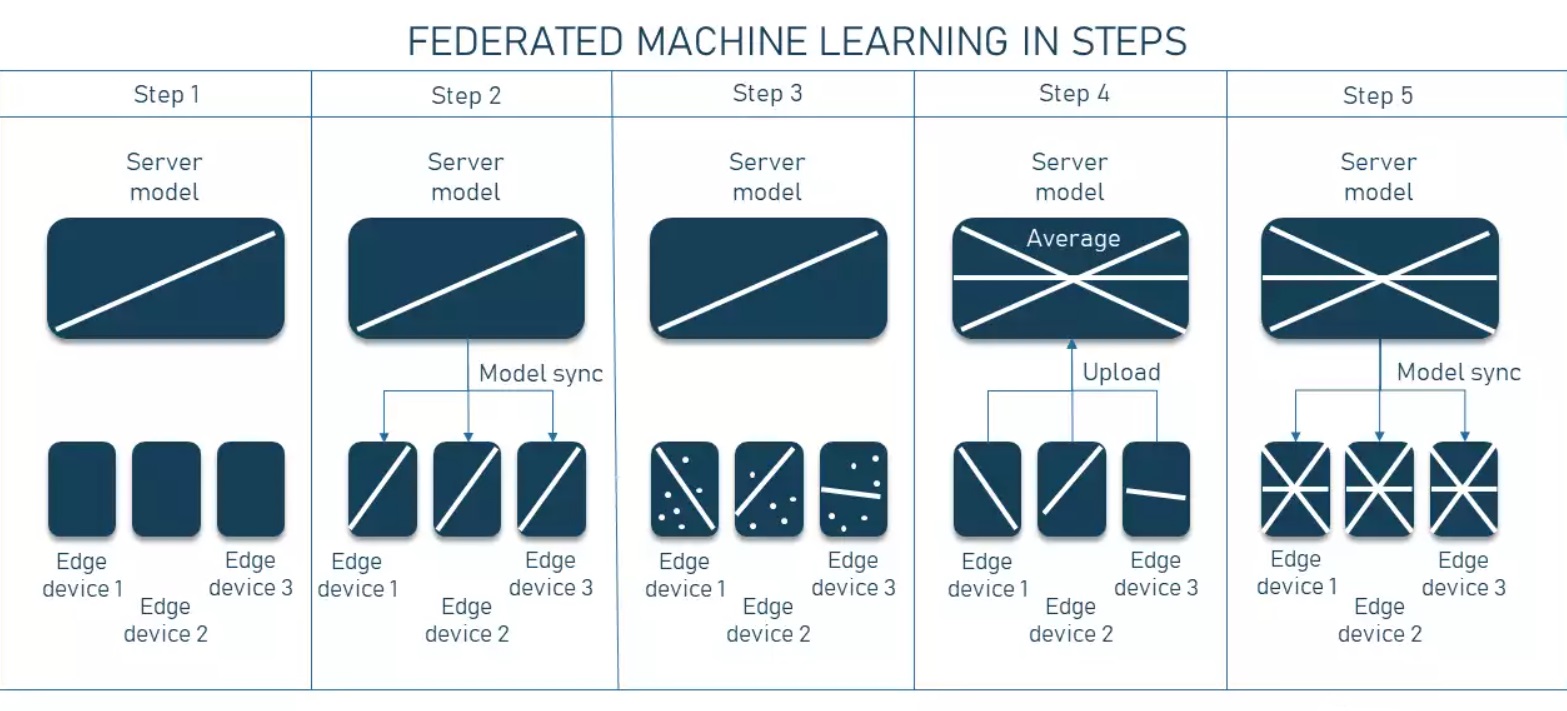 FEDERATED MACHINE LEARNING IN STEPS
Step 1
Step 2
Step 3
Step 4
Step 5
Server
model
Edge
device 1
Edge
device 2
Edge
device 3
Server
model
Model sync
Edge
device 1
Edge
device 2
Edge
device 3
Server
model
Edge
device 1
Edge
device 2
Edge
device 3
Server
model
Average
Upload
Edge
device 1
Edge
device 2
Edge
device 3
Server
model
Model sync
Edge
device 1
Edge
device 2
Edge
device 3